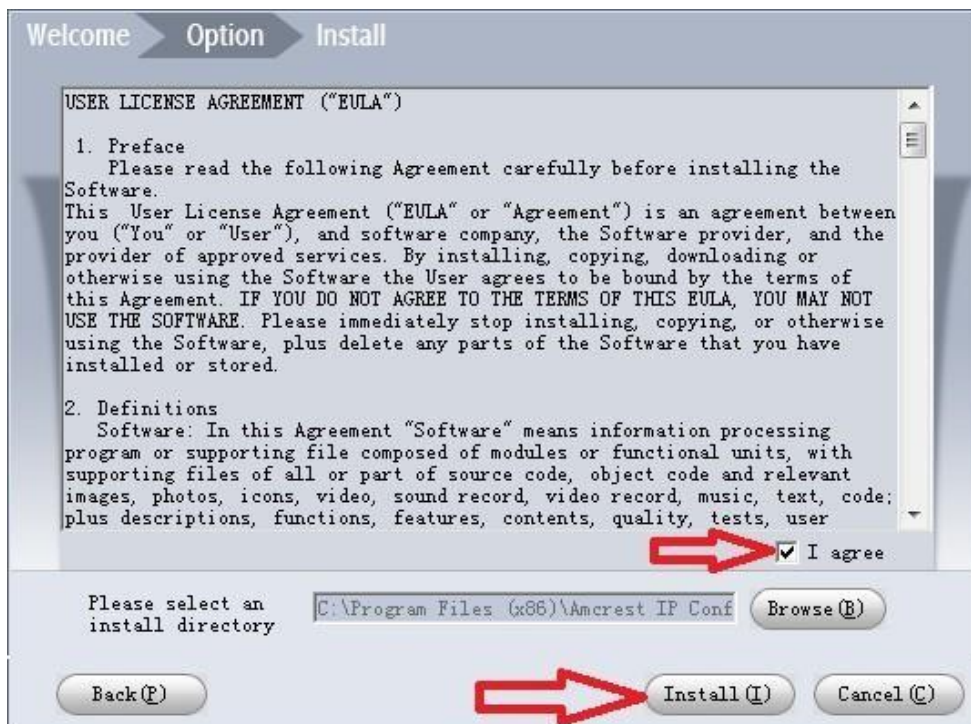 Welcome Option Install
USER LICENSE AGREEMENT ("EULA")
1. Preface
Please read the following Agreement carefully before installing the
Software.
This User License Agreement ("EULA" or "Agreement") is an agreement between
you ("You" or "User"), and software company, the Software provider, and the
provider of approved services. By installing, copying, downloading or
otherwise using the Software the User agrees to be bound by the terms of
this Agreement. IF YOU DO NOT AGREE TO THE TERMS OF THIS EULA, YOU MAY NOT
USE THE SOFTWARE. Please immediately stop installing, copying, or otherwise
using the Software, plus delete any parts of the Software that you have
installed or stored.
2. Definitions
Software: In this Agreement "Software" means information processing
program or supporting file composed of modules or functional units, with
supporting files of all or part of source code, object code and relevant
images, photos, icons, video, sound record, video record, music, text, code;
plus descriptions, functions, features, contents, quality, tests, user
I agree
Please select an
install directory
C:\Program Files (x86)\Amcrest IP Conf
Browse(B)
Back(P)
Install(I)
Cancel(C)